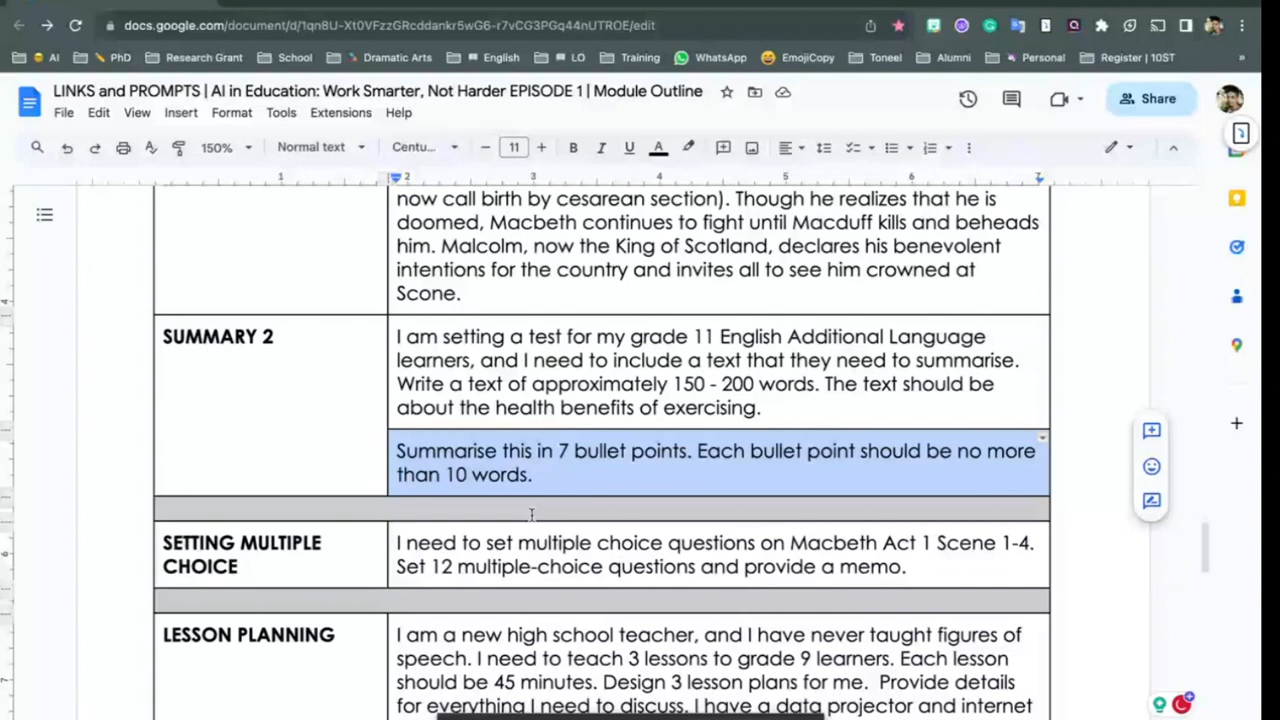 docs.google.com/document/d/1qn8U-Xt0VFzzGRcddankr5wG6-r7vCG3PGq44nUTROE/edit
AI PhD Research Grant School Dramatic Arts English LO Training WhatsApp EmojiCopy Toneel Alumni Personal Register | 10ST »
LINKS and PROMPTS | AI in Education: Work Smarter, Not Harder EPISODE 1 | Module Outline
Share
File Edit View Insert Format Tools Extensions Help
150% Normal text Centu... − 11 + B I U A
1 2 3 4 5 6 7
now call birth by cesarean section). Though he realizes that he is
doomed, Macbeth continues to fight until Macduff kills and beheads
him. Malcolm, now the King of Scotland, declares his benevolent
intentions for the country and invites all to see him crowned at
Scone.
SUMMARY 2
I am setting a test for my grade 11 English Additional Language
learners, and I need to include a text that they need to summarise.
Write a text of approximately 150 - 200 words. The text should be
about the health benefits of exercising.
Summarise this in 7 bullet points. Each bullet point should be no more
than 10 words.
SETTING MULTIPLE
CHOICE
I need to set multiple choice questions on Macbeth Act 1 Scene 1-4.
Set 12 multiple-choice questions and provide a memo.
LESSON PLANNING
I am a new high school teacher, and I have never taught figures of
speech. I need to teach 3 lessons to grade 9 learners. Each lesson
should be 45 minutes. Design 3 lesson plans for me. Provide details
for everything I need to discuss. I have a data projector and internet